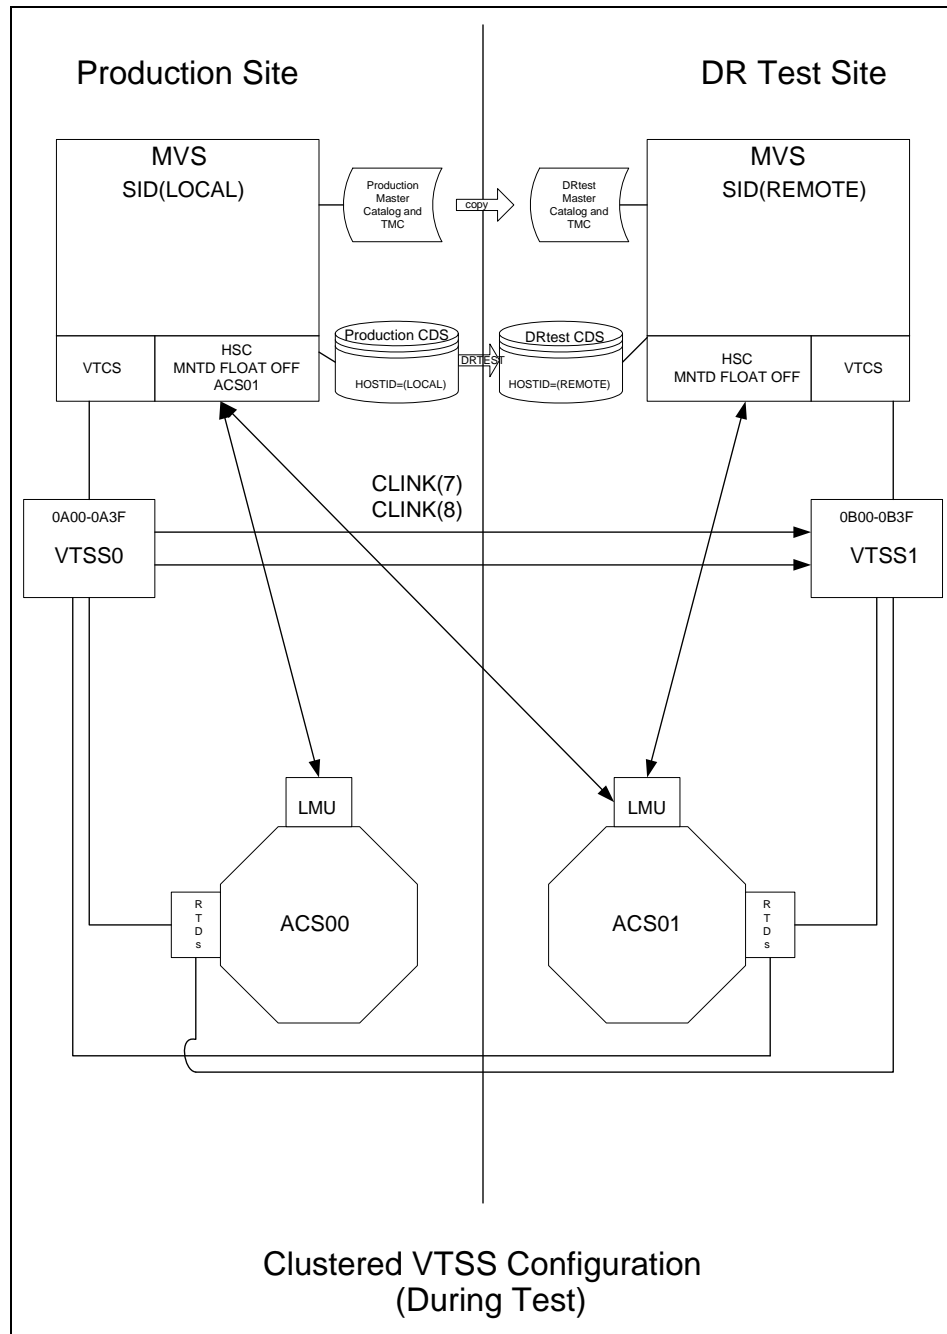 Production Site
DR Test Site
MVS
SID(LOCAL)
Production
Master
Catalog and
TMC
copy
DRtest
Master
Catalog and
TMC
MVS
SID(REMOTE)
VTCS
HSC
MNTD FLOAT OFF
ACS01
Production CDS
HOSTID=(LOCAL)
DRTEST
DRtest CDS
HOSTID=(REMOTE)
HSC
MNTD FLOAT OFF
VTCS
CLINK(7)
CLINK(8)
0A00-0A3F
VTSS0
0B00-0B3F
VTSS1
LMU
LMU
R
T
D
s
ACS00
ACS01
R
T
D
s
Clustered VTSS Configuration
(During Test)